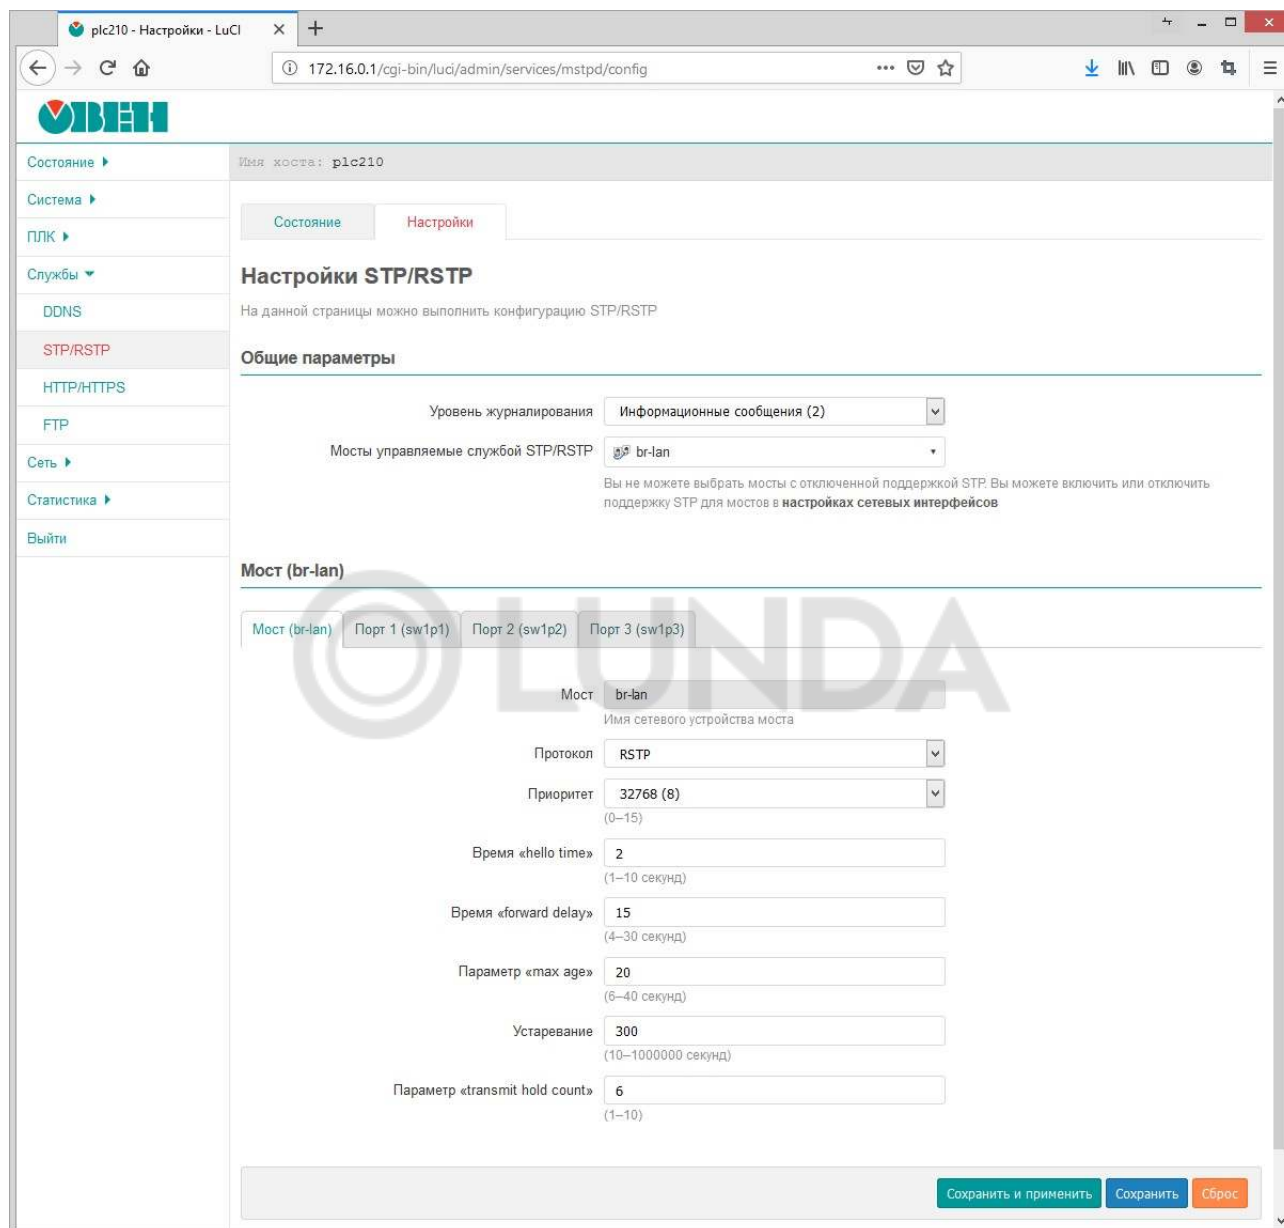 plc210 - Настройки - LuCI
172.16.0.1/cgi-bin/luci/admin/services/mstpd/config
ОВЕН
Состояние
Система
ПЛК
Службы
DDNS
STP/RSTP
HTTP/HTTPS
FTP
Сеть
Статистика
Выйти
Имя хоста: plc210
Состояние Настройки
Настройки STP/RSTP
На данной страницы можно выполнить конфигурацию STP/RSTP
Общие параметры
Уровень журналирования Информационные сообщения (2)
Мосты управляемые службой STP/RSTP br-lan
Вы не можете выбрать мосты с отключенной поддержкой STP. Вы можете включить или отключить
поддержку STP для мостов в настройках сетевых интерфейсов
Мост (br-lan)
Мост (br-lan) Порт 1 (sw1p1) Порт 2 (sw1p2) Порт 3 (sw1p3)
LUNDA
Мост br-lan
Имя сетевого устройства моста
Протокол RSTP
Приоритет 32768 (8)
(0–15)
Время «hello time» 2
(1–10 секунд)
Время «forward delay» 15
(4–30 секунд)
Параметр «max age» 20
(6–40 секунд)
Устаревание 300
(10–1000000 секунд)
Параметр «transmit hold count» 6
(1–10)
Сохранить и применить Сохранить Сброс